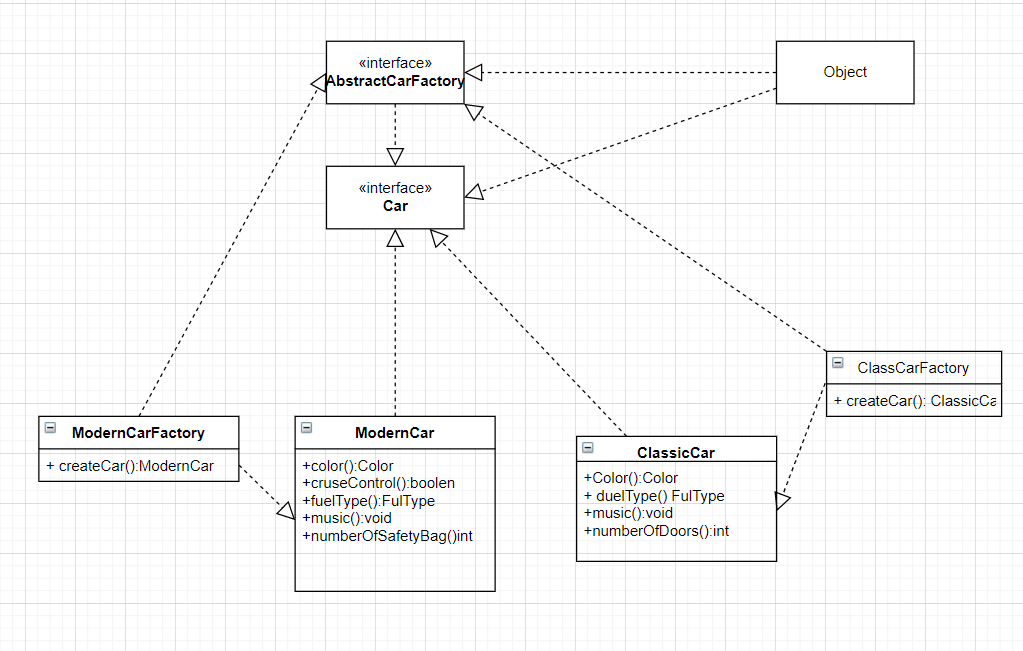 «interface»
AbstractCarFactory
Object
«interface»
Car
ClassCarFactory
+ createCar(): ClassicCa
ModernCarFactory
+ createCar():ModernCar
ModernCar
+color():Color
+cruseControl():boolen
+fuelType():FulType
+music():void
+numberOfSafetyBag()int
ClassicCar
+Color():Color
+ duelType() FulType
+music():void
+numberOfDoors():int